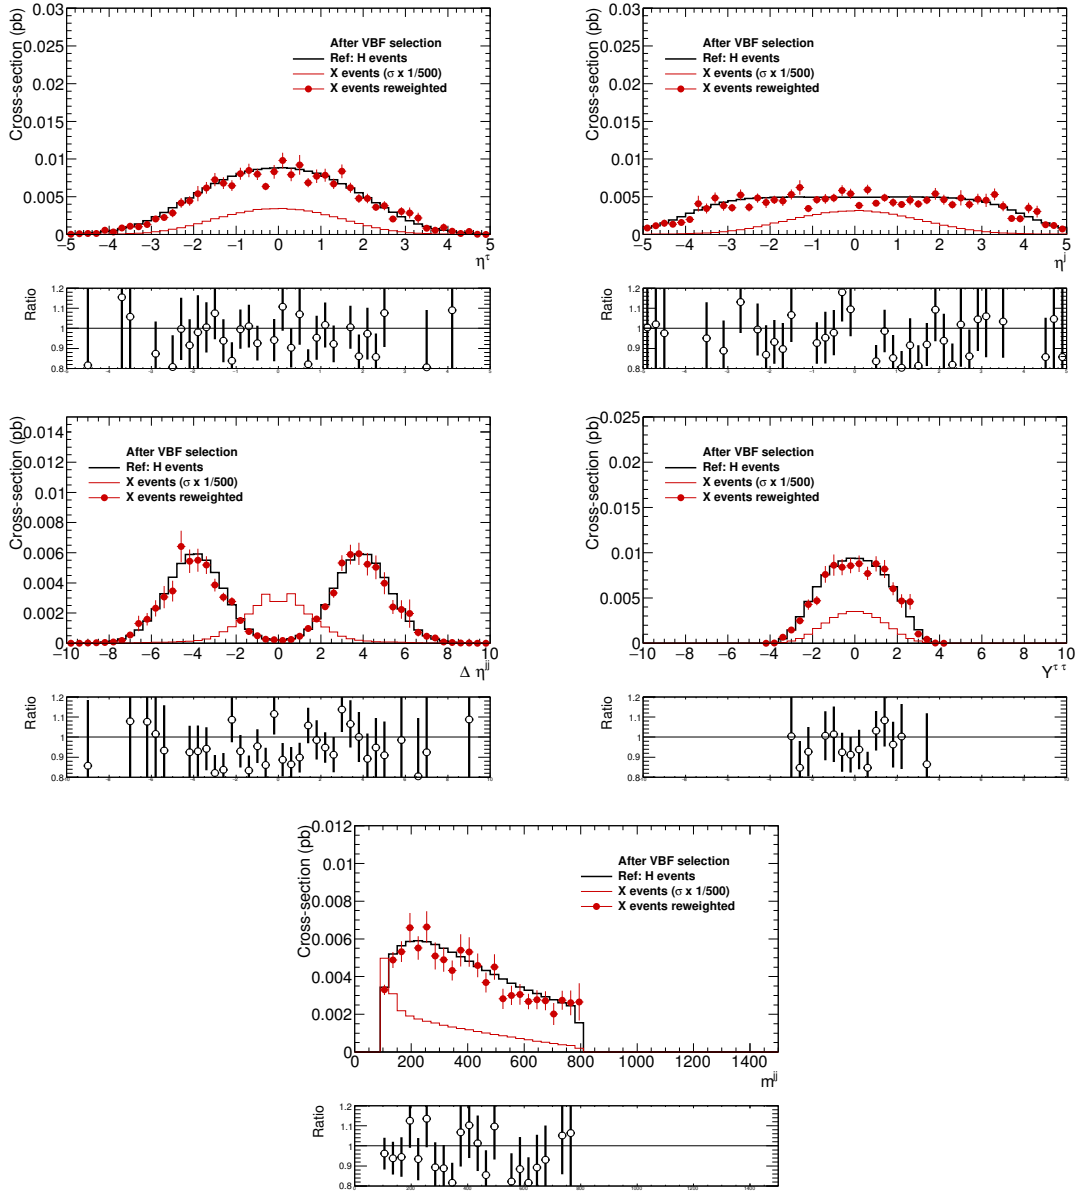 Cross-section (pb)
0.03
0.025
0.02
0.015
0.01
0.005
0
After VBF selection
Ref: H events
X events (σ x 1/500)
X events reweighted
−5 −4 −3 −2 −1 0 1 2 3 4 5
η^τ
Ratio
1.2
1.1
1
0.9
0.8
Cross-section (pb)
0.03
0.025
0.02
0.015
0.01
0.005
0
After VBF selection
Ref: H events
X events (σ x 1/500)
X events reweighted
−5 −4 −3 −2 −1 0 1 2 3 4 5
η^j
Ratio
1.2
1.1
1
0.9
0.8
Cross-section (pb)
0.014
0.012
0.01
0.008
0.006
0.004
0.002
0
After VBF selection
Ref: H events
X events (σ x 1/500)
X events reweighted
−10 −8 −6 −4 −2 0 2 4 6 8 10
Δ η^jj
Ratio
1.2
1.1
1
0.9
0.8
Cross-section (pb)
0.025
0.02
0.015
0.01
0.005
0
After VBF selection
Ref: H events
X events (σ x 1/500)
X events reweighted
−10 −8 −6 −4 −2 0 2 4 6 8 10
Y^τ τ
Ratio
1.2
1.1
1
0.9
0.8
Cross-section (pb)
0.012
0.01
0.008
0.006
0.004
0.002
0
After VBF selection
Ref: H events
X events (σ x 1/500)
X events reweighted
0 200 400 600 800 1000 1200 1400
m^jj
Ratio
1.2
1.1
1
0.9
0.8
0 200 400 600 800 1000 1200 1400